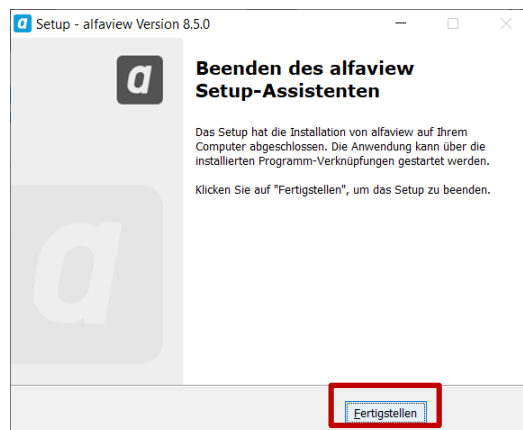 Setup - alfaview Version 8.5.0
a
Beenden des alfaview
Setup-Assistenten
Das Setup hat die Installation von alfaview auf Ihrem
Computer abgeschlossen. Die Anwendung kann über die
installierten Programm-Verknüpfungen gestartet werden.
Klicken Sie auf "Fertigstellen", um das Setup zu beenden.
a
Fertigstellen